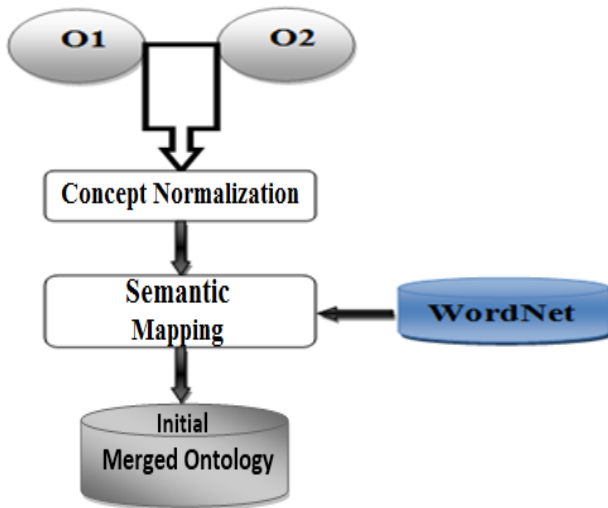 O1
O2
Concept Normalization
Semantic
Mapping
WordNet
Initial
Merged Ontology